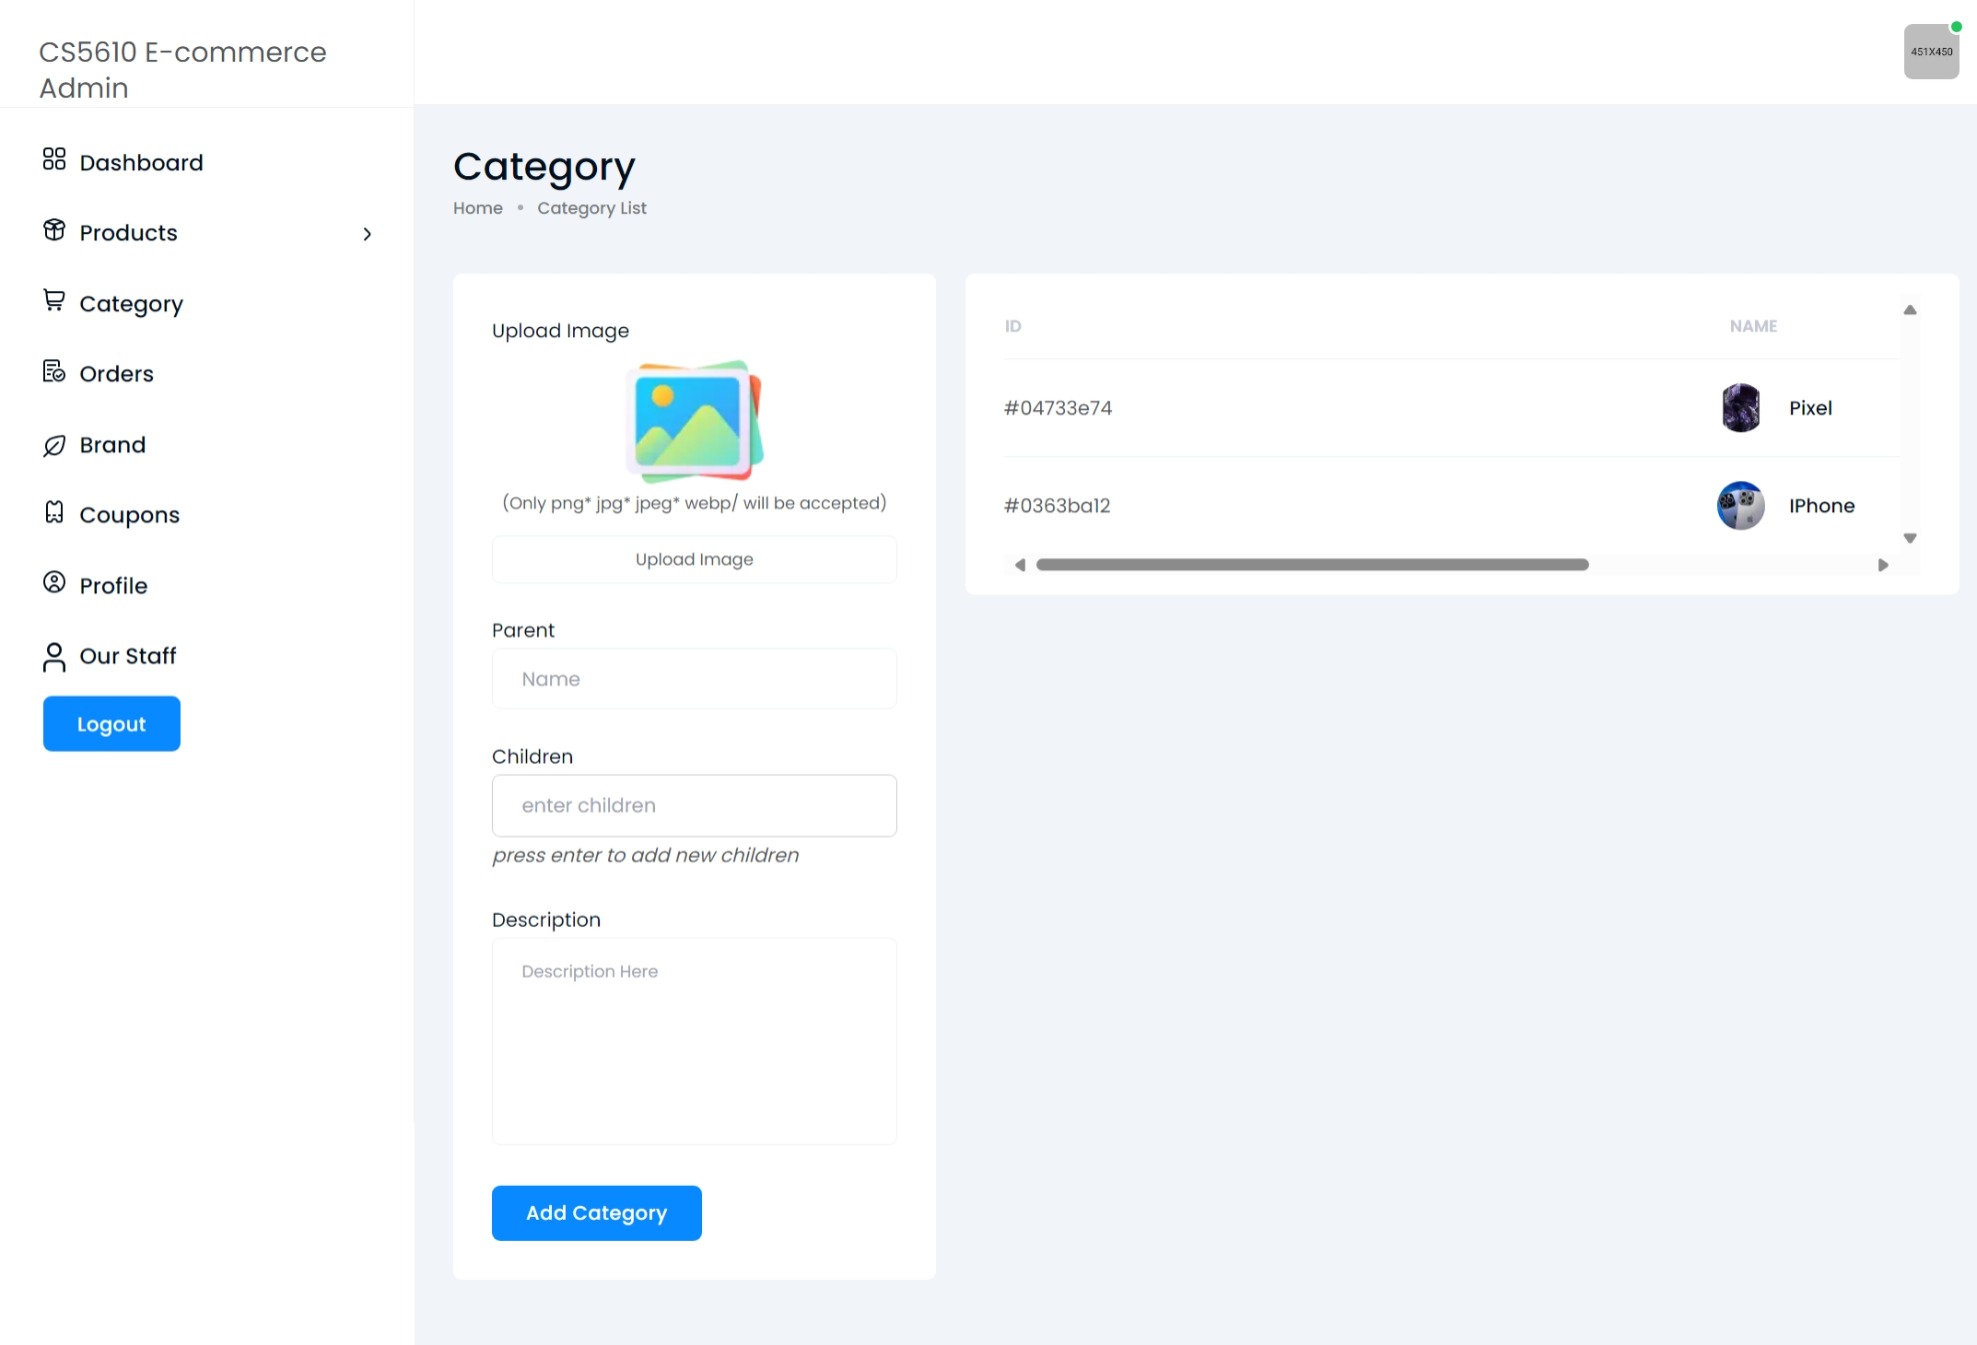 CS5610 E-commerce
Admin
451X450
Dashboard
Products
Category
Orders
Brand
Coupons
Profile
Our Staff
Logout
Category
Home • Category List
Upload Image
(Only png* jpg* jpeg* webp/ will be accepted)
Upload Image
Parent
Name
Children
enter children
press enter to add new children
Description
Description Here
Add Category
ID NAME
#04733e74 Pixel
#0363ba12 IPhone